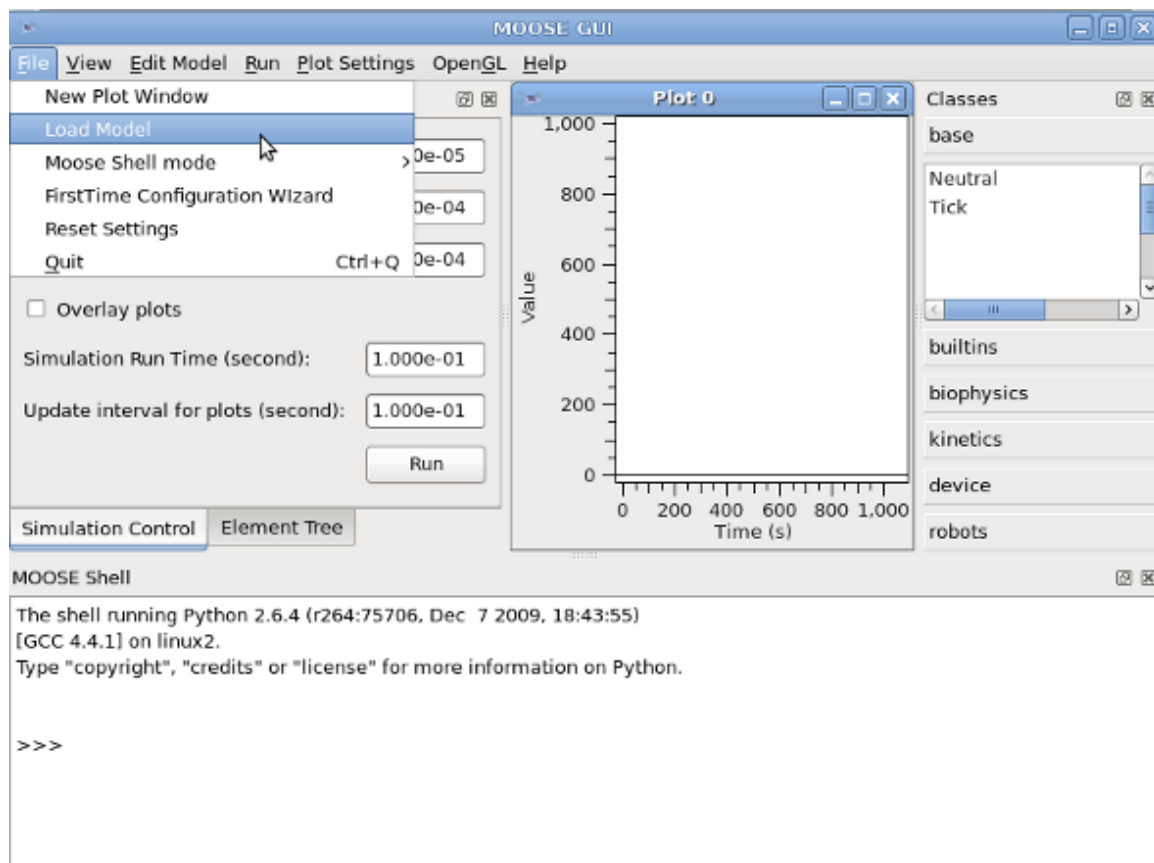 MOOSE GUI
File View Edit Model Run Plot Settings OpenGL Help
New Plot Window
Load Model
Moose Shell mode
FirstTime Configuration WIzard
Reset Settings
Quit Ctrl+Q
0e-05
0e-04
0e-04
Overlay plots
Simulation Run Time (second): 1.000e-01
Update interval for plots (second): 1.000e-01
Run
Simulation Control Element Tree
Plot 0
1,000
800
600
400
200
0
Value
0 200 400 600 800 1,000
Time (s)
Classes
base
Neutral
Tick
builtins
biophysics
kinetics
device
robots
MOOSE Shell
The shell running Python 2.6.4 (r264:75706, Dec  7 2009, 18:43:55)
[GCC 4.4.1] on linux2.
Type "copyright", "credits" or "license" for more information on Python.
>>>